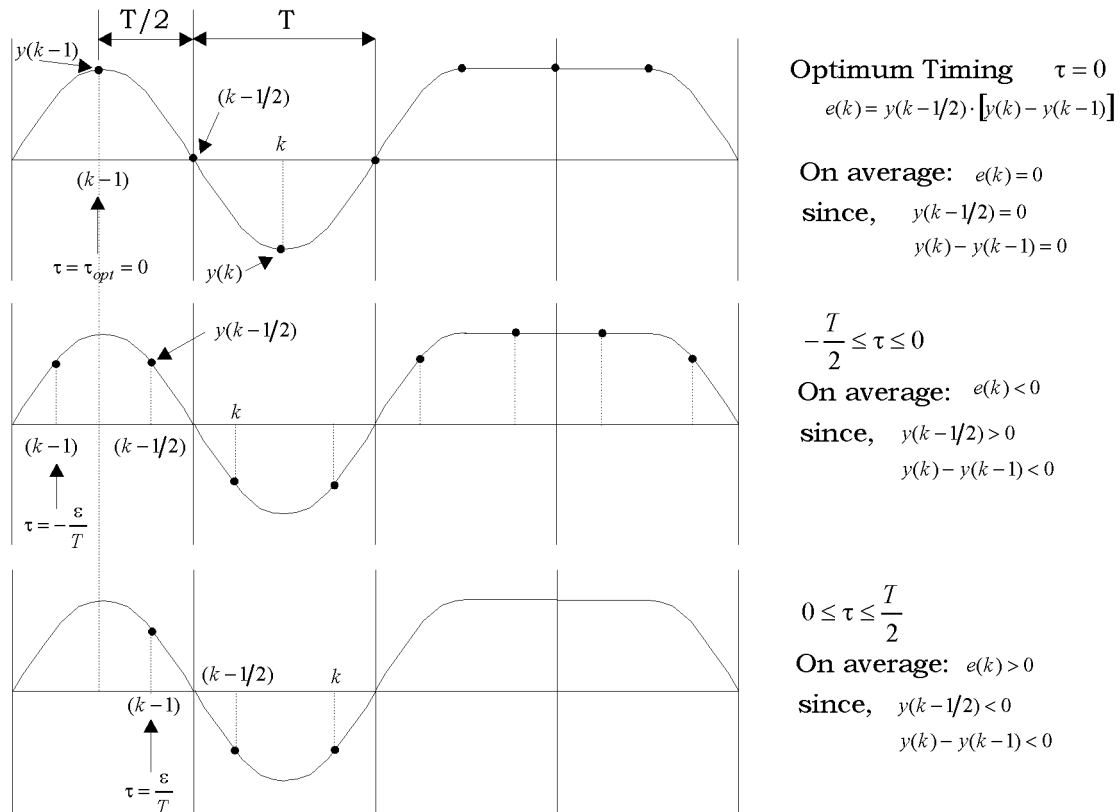 T/2
T
y(k−1)
(k−1/2)
k
(k−1)
τ = τ_opt = 0
y(k)
Optimum Timing τ = 0
e(k) = y(k−1/2)·[y(k) − y(k−1)]
On average: e(k) = 0
since, y(k−1/2) = 0
y(k) − y(k−1) = 0
y(k−1/2)
k
(k−1)
(k−1/2)
τ = −ε/T
−T/2 ≤ τ ≤ 0
On average: e(k) < 0
since, y(k−1/2) > 0
y(k) − y(k−1) < 0
(k−1/2)
k
(k−1)
τ = ε/T
0 ≤ τ ≤ T/2
On average: e(k) > 0
since, y(k−1/2) < 0
y(k) − y(k−1) < 0